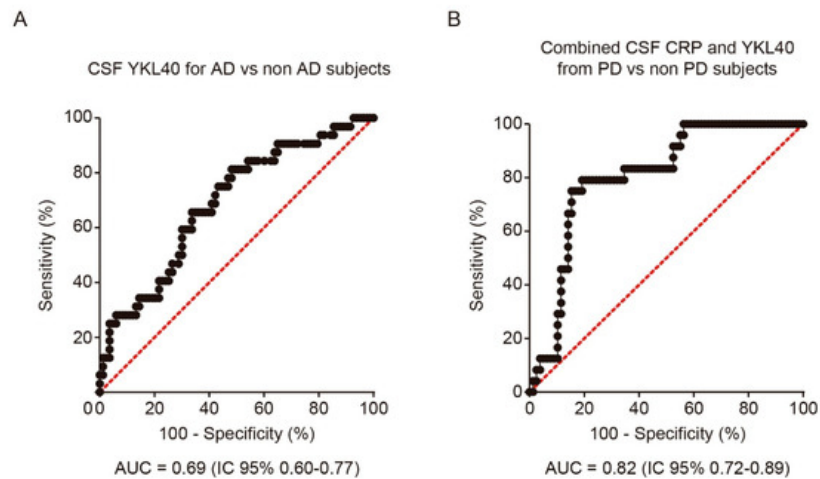 A
CSF YKL40 for AD vs non AD subjects
100
80
60
40
20
0
Sensitivity (%)
0 20 40 60 80 100
100 - Specificity (%)
AUC = 0.69 (IC 95% 0.60-0.77)
B
Combined CSF CRP and YKL40
from PD vs non PD subjects
100
80
60
40
20
0
Sensitivity (%)
0 20 40 60 80 100
100 - Specificity (%)
AUC = 0.82 (IC 95% 0.72-0.89)